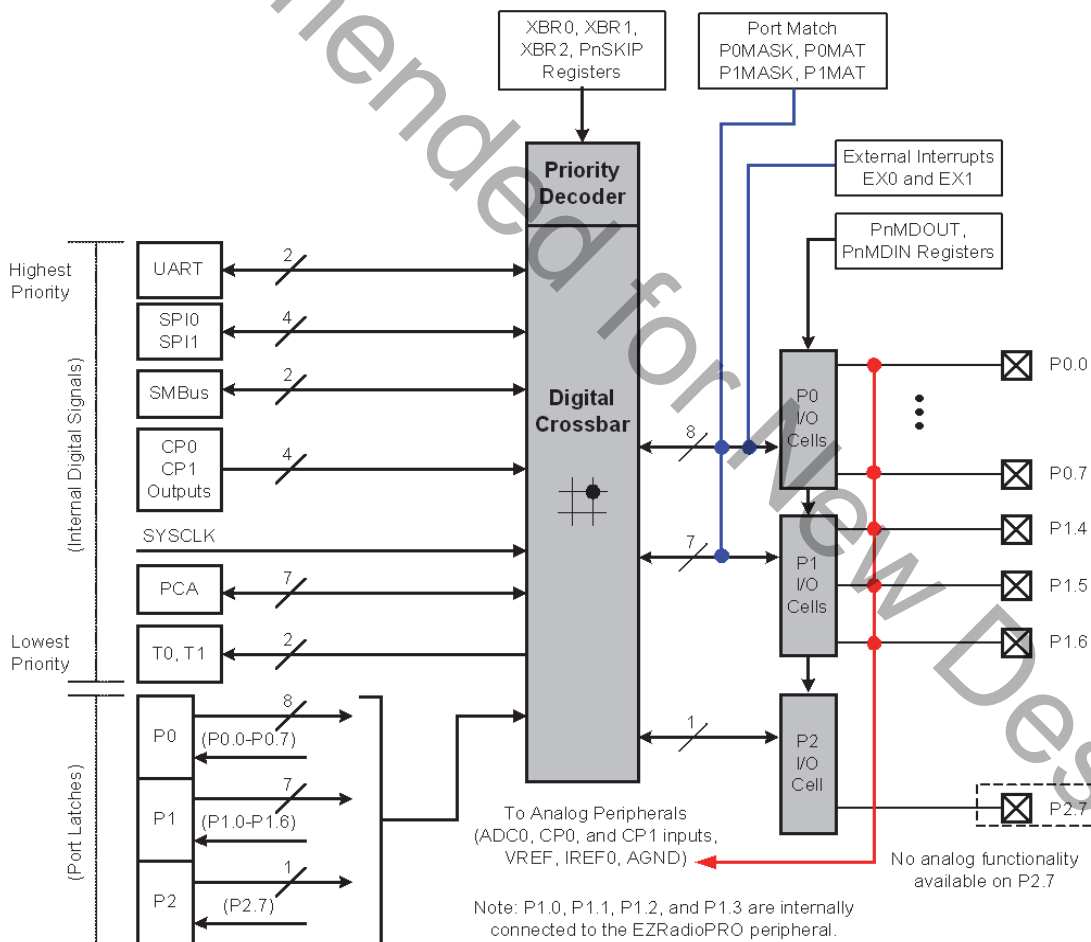 XBR0, XBR1,
XBR2, PnSKIP
Registers
Port Match
P0MASK, P0MAT
P1MASK, P1MAT
External Interrupts
EX0 and EX1
PnMDOUT,
PnMDIN Registers
Priority
Decoder
Digital
Crossbar
Highest
Priority
(Internal Digital Signals)
Lowest
Priority
(Port Latches)
UART
2
SPI0
SPI1
4
SMBus
2
CP0
CP1
Outputs
4
SYSCLK
PCA
7
T0, T1
2
P0
8
(P0.0-P0.7)
P1
7
(P1.0-P1.6)
P2
1
(P2.7)
8
7
1
P0
I/O
Cells
P1
I/O
Cells
P2
I/O
Cell
P0.0
P0.7
P1.4
P1.5
P1.6
P2.7
To Analog Peripherals
(ADC0, CP0, and CP1 inputs,
VREF, IREF0, AGND)
No analog functionality
available on P2.7
Note: P1.0, P1.1, P1.2, and P1.3 are internally
connected to the EZRadioPRO peripheral.
mended for New Des